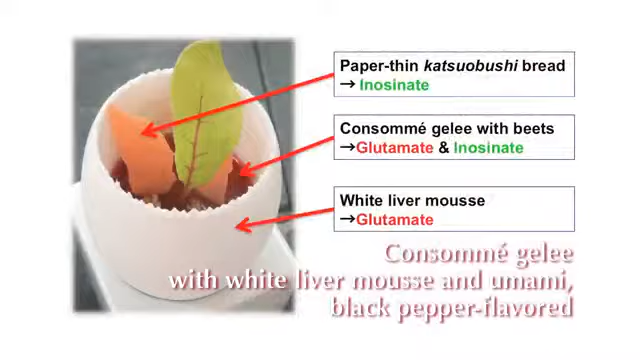 Paper-thin katsuobushi bread
→ Inosinate
Consommé gelee with beets
→Glutamate & Inosinate
White liver mousse
→Glutamate
Consommé gelee
with white liver mousse and umami,
black pepper-flavored